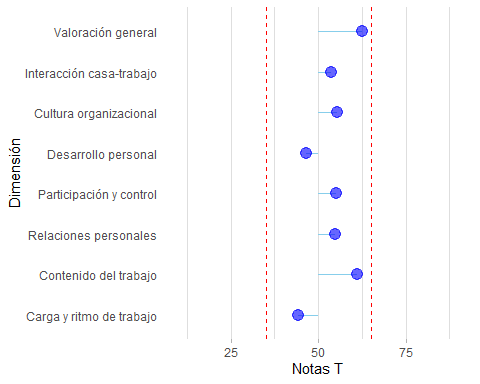 Valoración general
Interacción casa-trabajo
Cultura organizacional
Desarrollo personal
Participación y control
Relaciones personales
Contenido del trabajo
Carga y ritmo de trabajo
Dimensión
25 50 75
Notas T